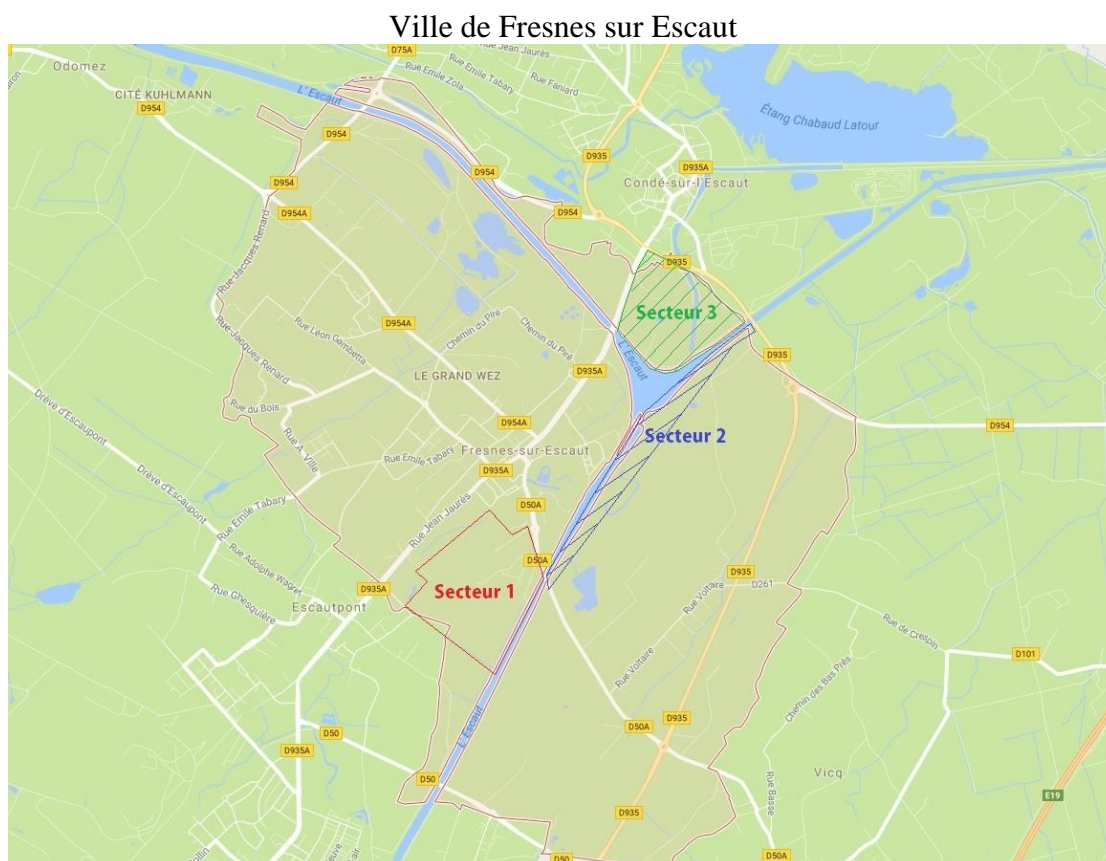 Ville de Fresnes sur Escaut
D75A
Rue Jean Jaurès
Odomez
Rue Emile Zola
Rue Emile Tabary
Rue Faniard
CITÉ KUHLMANN
D954
L' Escaut
D954
D935
Étang Chabaud Latour
D954
D935A
D954
Condé-sur-l'Escaut
D954A
D954
Rue Jacques Renard
D935
Secteur 3
Rue Jacques Renard
Rue Léon Gambetta
D954A
Chemin du Piré
Chemin du Piré
L' Escaut
D935
LE GRAND WEZ
D935A
Drève d'Escaupont
Rue du Bois
Rue A. Ville
D954A
Secteur 2
D954
Rue Emile Tabary
Fresnes-sur-Escaut
D935A
Drève d'Escaupont
Rue Emile Tabary
Rue Jean Jaurès
D50A
Rue Adolphe Wagret
D50A
D935
Rue Voltaire
D261
D935A
Secteur 1
Rue Ghesquière
Escautpont
Rue de Crespin
D101
Rue Voltaire
Chemin des Bas Prés
L' Escaut
D935
D50A
D50
D935A
Vicq
D50
Rue Basse
E19
D935
D50
D50A